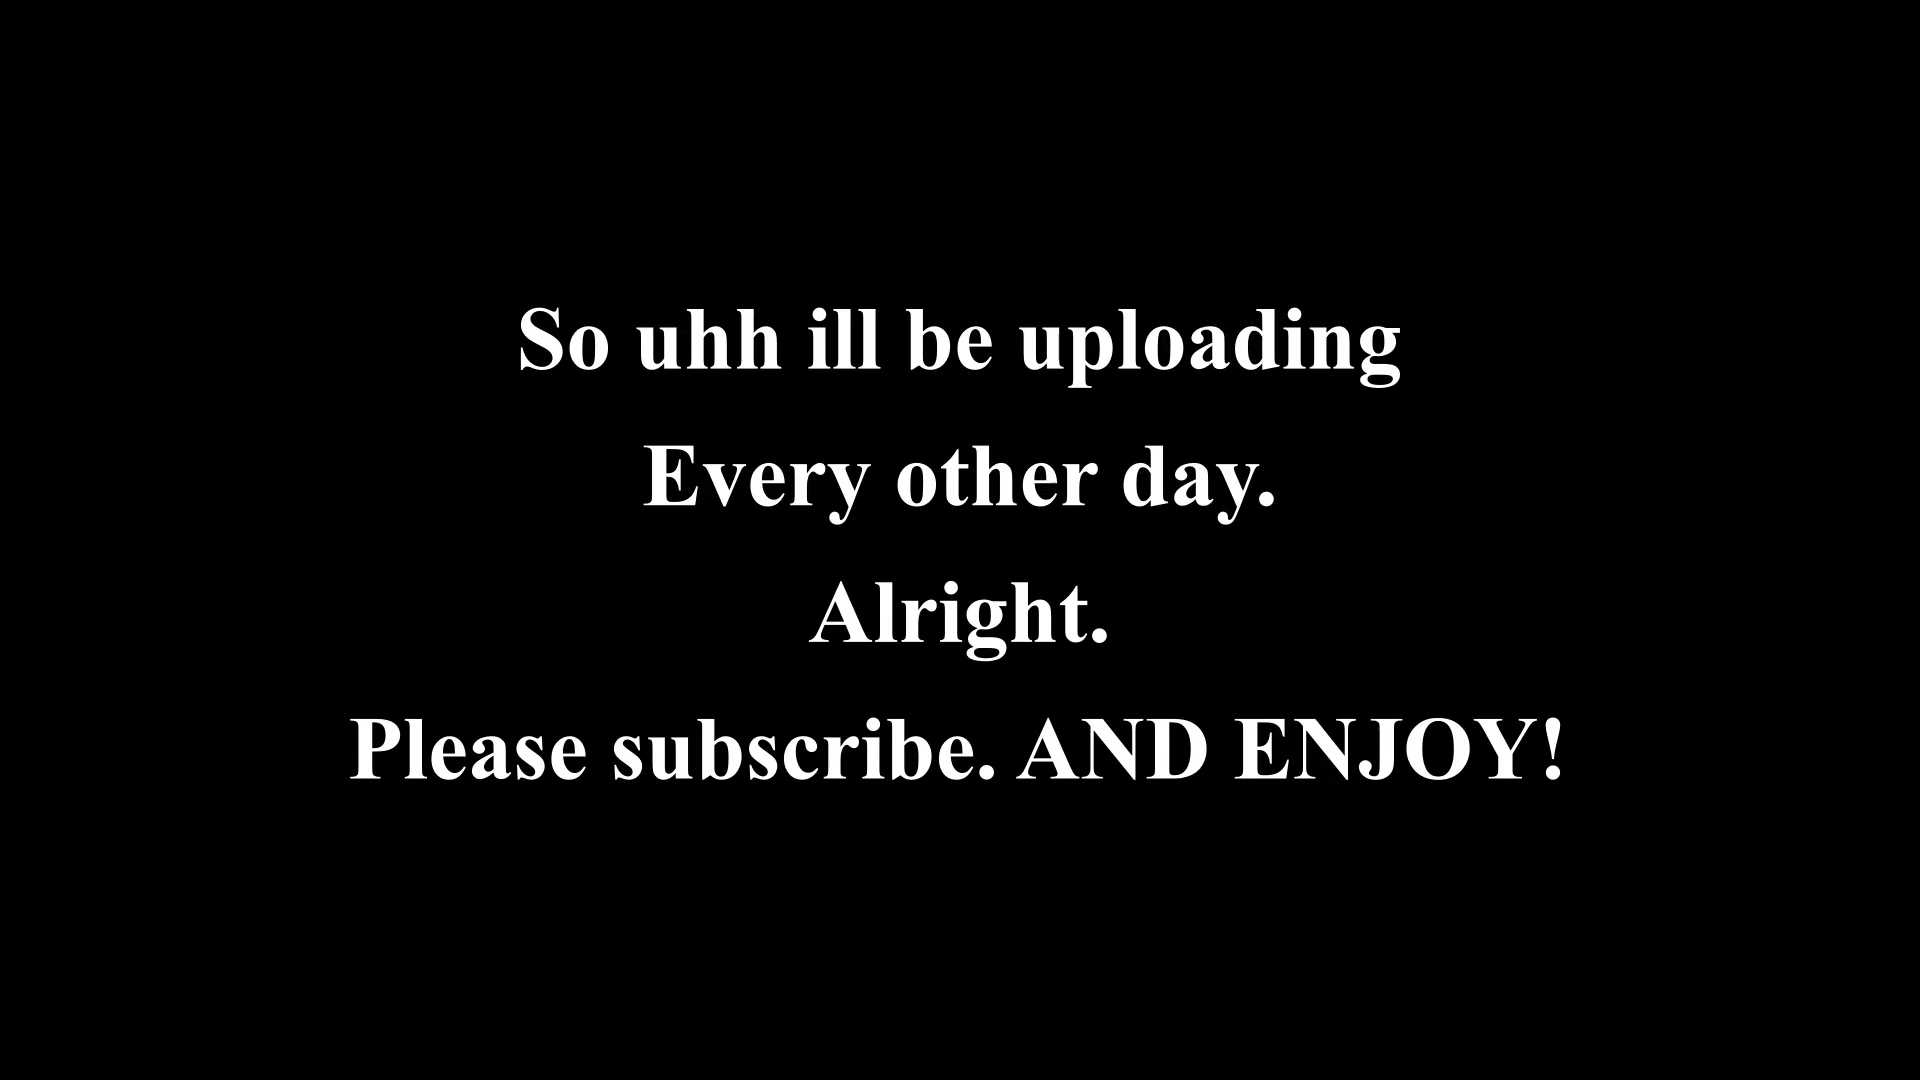 So uhh ill be uploading
Every other day.
Alright.
Please subscribe. AND ENJOY!